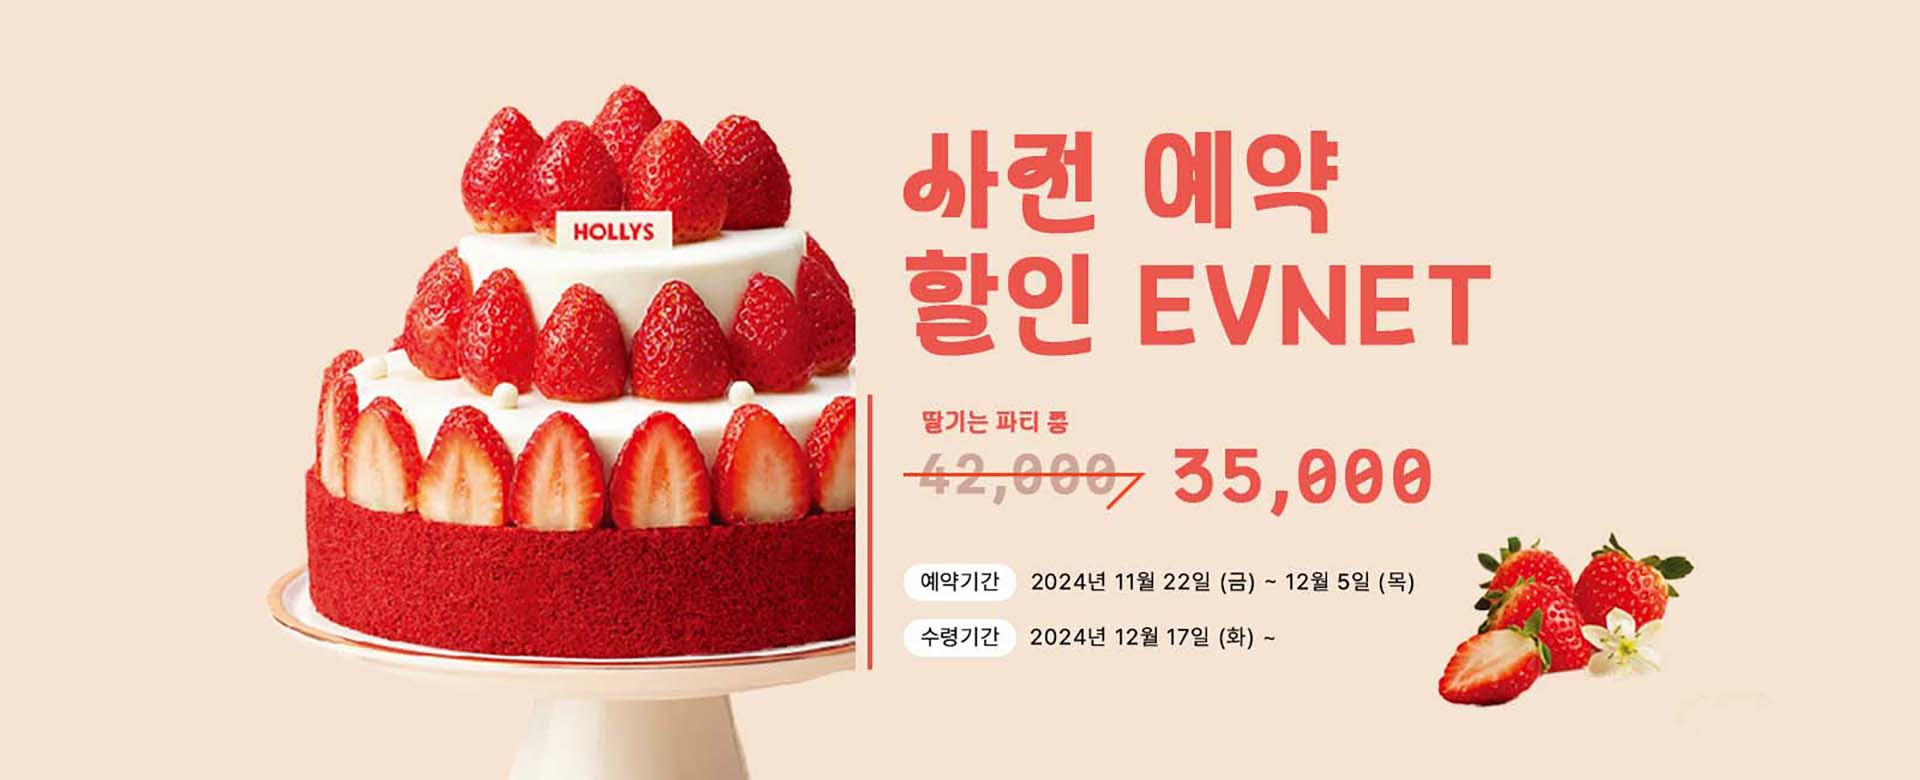 HOLLYS
사전 예약
할인 EVNET
딸기는 파티 퐁
42,000 35,000
예약기간 2024년 11월 22일 (금) ~ 12월 5일 (목)
수령기간 2024년 12월 17일 (화) ~